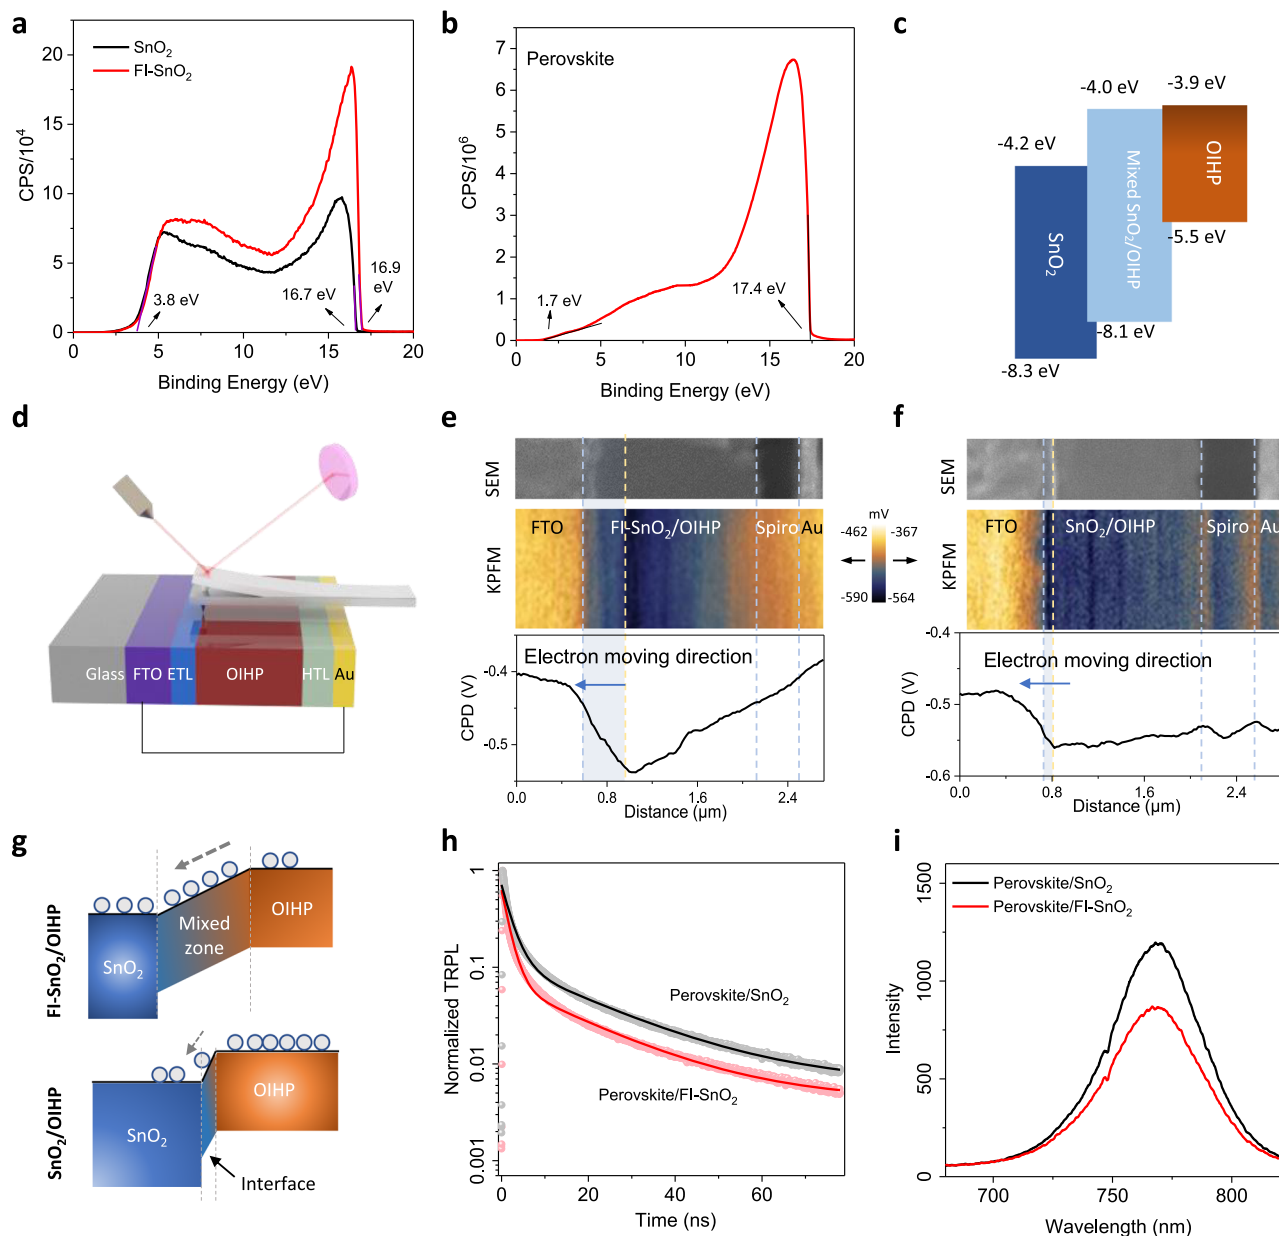 a
SnO₂
FI-SnO₂
CPS/10⁴
20
15
10
5
0
3.8 eV
16.7 eV
16.9
eV
0
5
10
15
20
Binding Energy (eV)
b
Perovskite
CPS/10⁶
7
6
5
4
3
2
1
0
1.7 eV
17.4 eV
0
5
10
15
20
Binding Energy (eV)
c
-4.0 eV
-3.9 eV
-4.2 eV
SnO₂
Mixed SnO₂/OIHP
OIHP
-5.5 eV
-8.1 eV
-8.3 eV
d
Glass
FTO
ETL
OIHP
HTL
Au
e
SEM
KPFM
FTO
FI-SnO₂/OIHP
Spiro
Au
mV
-462
-367
-590
-564
Electron moving direction
CPD (V)
-0.4
-0.5
0.0
0.8
1.6
2.4
Distance (μm)
f
SEM
KPFM
FTO
SnO₂/OIHP
Spiro
Au
Electron moving direction
CPD (V)
-0.4
-0.5
-0.6
0.0
0.8
1.6
2.4
Distance (μm)
g
FI-SnO₂/OIHP
SnO₂
Mixed
zone
OIHP
SnO₂/OIHP
SnO₂
OIHP
Interface
h
Normalized TRPL
1
0.1
0.01
0.001
Perovskite/SnO₂
Perovskite/FI-SnO₂
0
20
40
60
Time (ns)
i
Perovskite/SnO₂
Perovskite/FI-SnO₂
Intensity
1500
1000
500
0
700
750
800
Wavelength (nm)